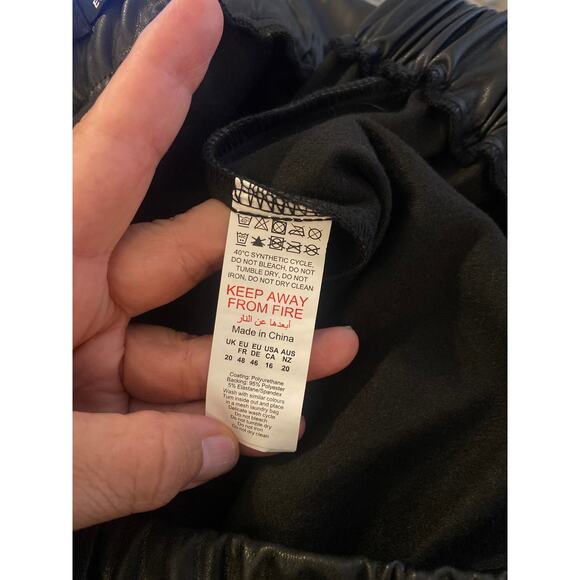 40°C SYNTHETIC CYCLE,
DO NOT BLEACH, DO NOT
TUMBLE DRY, DO NOT
IRON, DO NOT DRY CLEAN
KEEP AWAY
FROM FIRE
أبعدها عن النار
Made in China
UK EU EU USA AUS
FR DE CA NZ
20 48 46 16 20
Coating: Polyurethane
Backing: 95% Polyester
5% Elastane/Spandex
Wash with similar colours
Turn inside out and place
in a mesh laundry bag
Delicate wash cycle
Do not bleach
Do not tumble dry
Do not iron
Do not dry clean